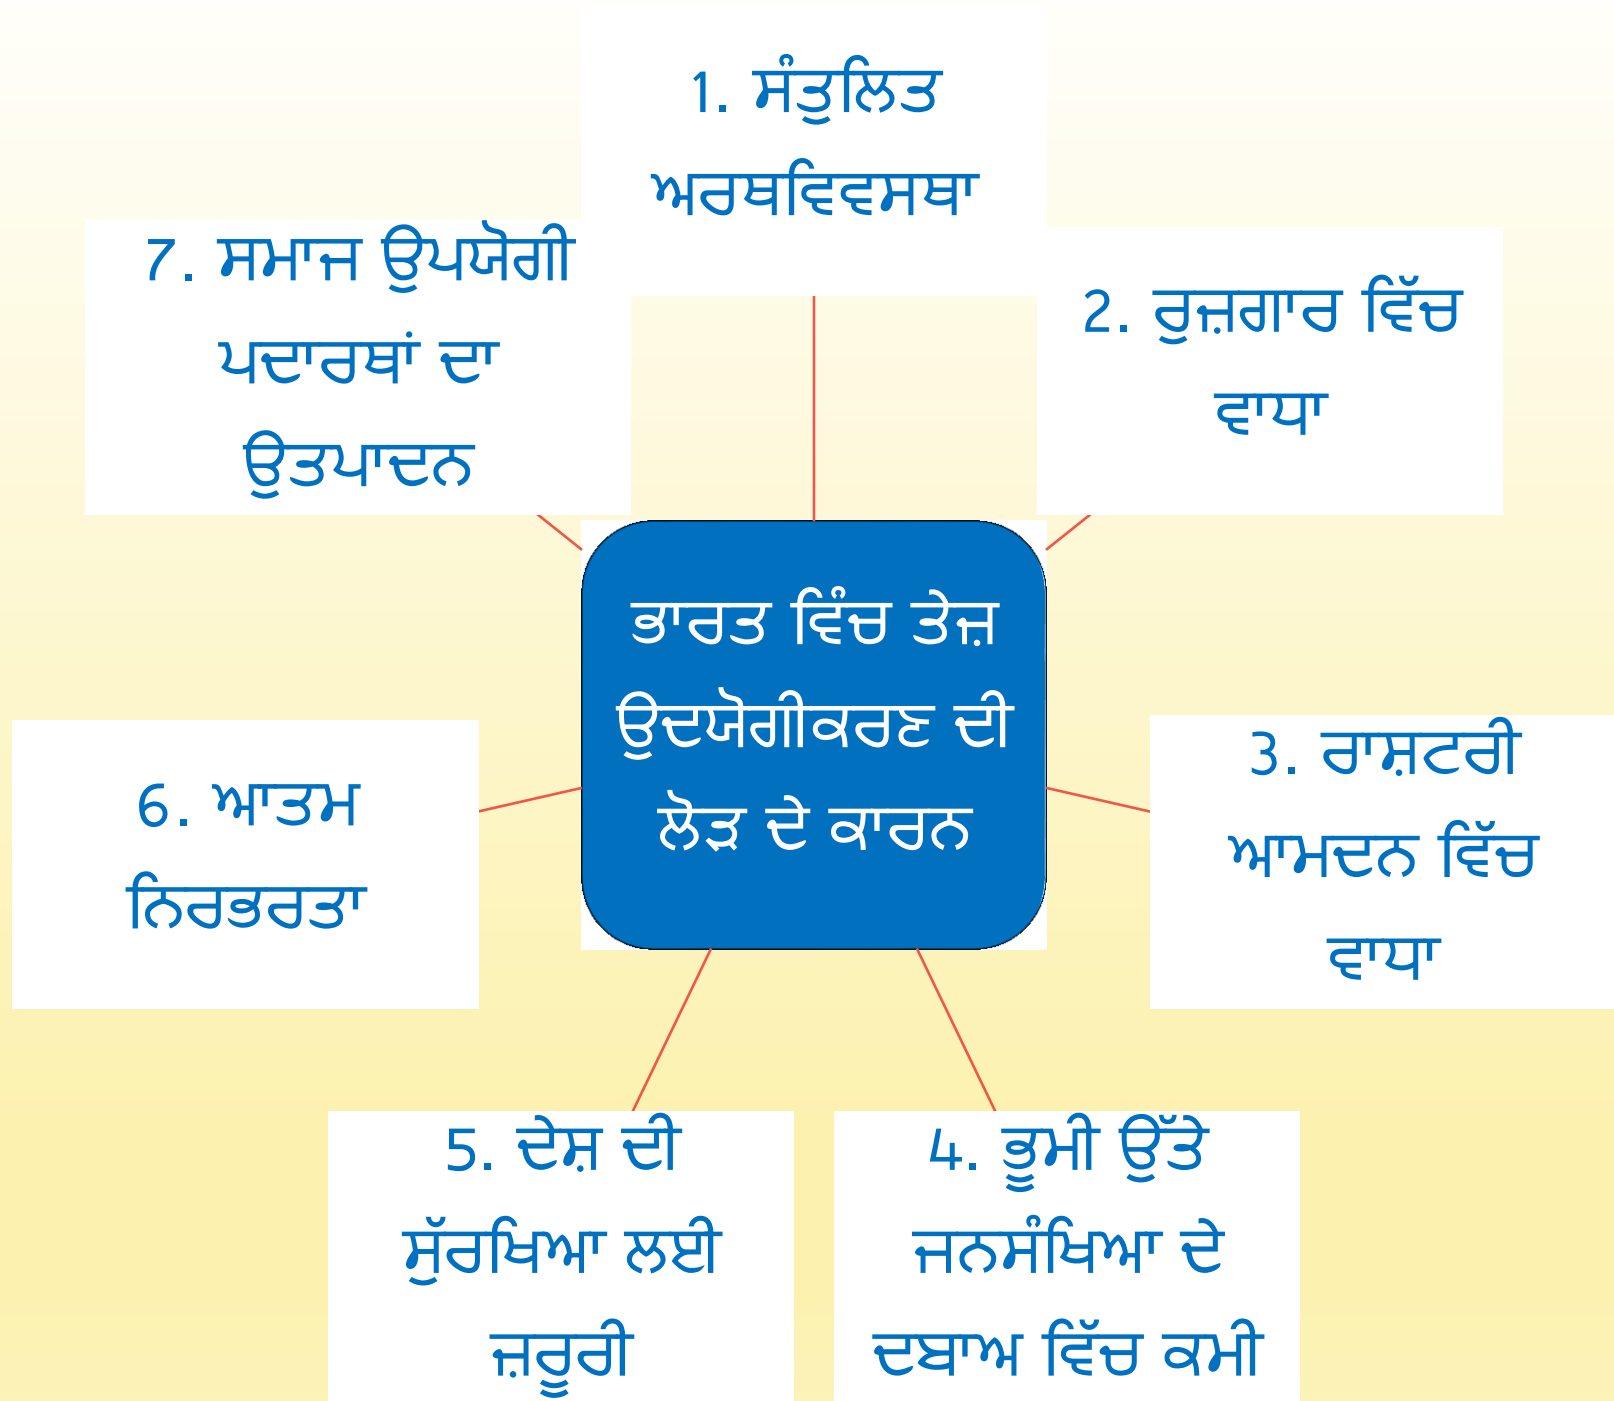 1. ਸੰਤੁਲਿਤ
ਅਰਥਵਿਵਸਥਾ
2. ਰੁਜ਼ਗਾਰ ਵਿੱਚ
ਵਾਧਾ
3. ਰਾਸ਼ਟਰੀ
ਆਮਦਨ ਵਿੱਚ
ਵਾਧਾ
4. ਭੂਮੀ ਉੱਤੇ
ਜਨਸੰਖਿਆ ਦੇ
ਦਬਾਅ ਵਿੱਚ ਕਮੀ
5. ਦੇਸ਼ ਦੀ
ਸੁੱਰਖਿਆ ਲਈ
ਜ਼ਰੂਰੀ
6. ਆਤਮ
ਨਿਰਭਰਤਾ
7. ਸਮਾਜ ਉਪਯੋਗੀ
ਪਦਾਰਥਾਂ ਦਾ
ਉਤਪਾਦਨ
ਭਾਰਤ ਵਿੰਚ ਤੇਜ਼
ਉਦਯੋਗੀਕਰਣ ਦੀ
ਲੋੜ ਦੇ ਕਾਰਨ